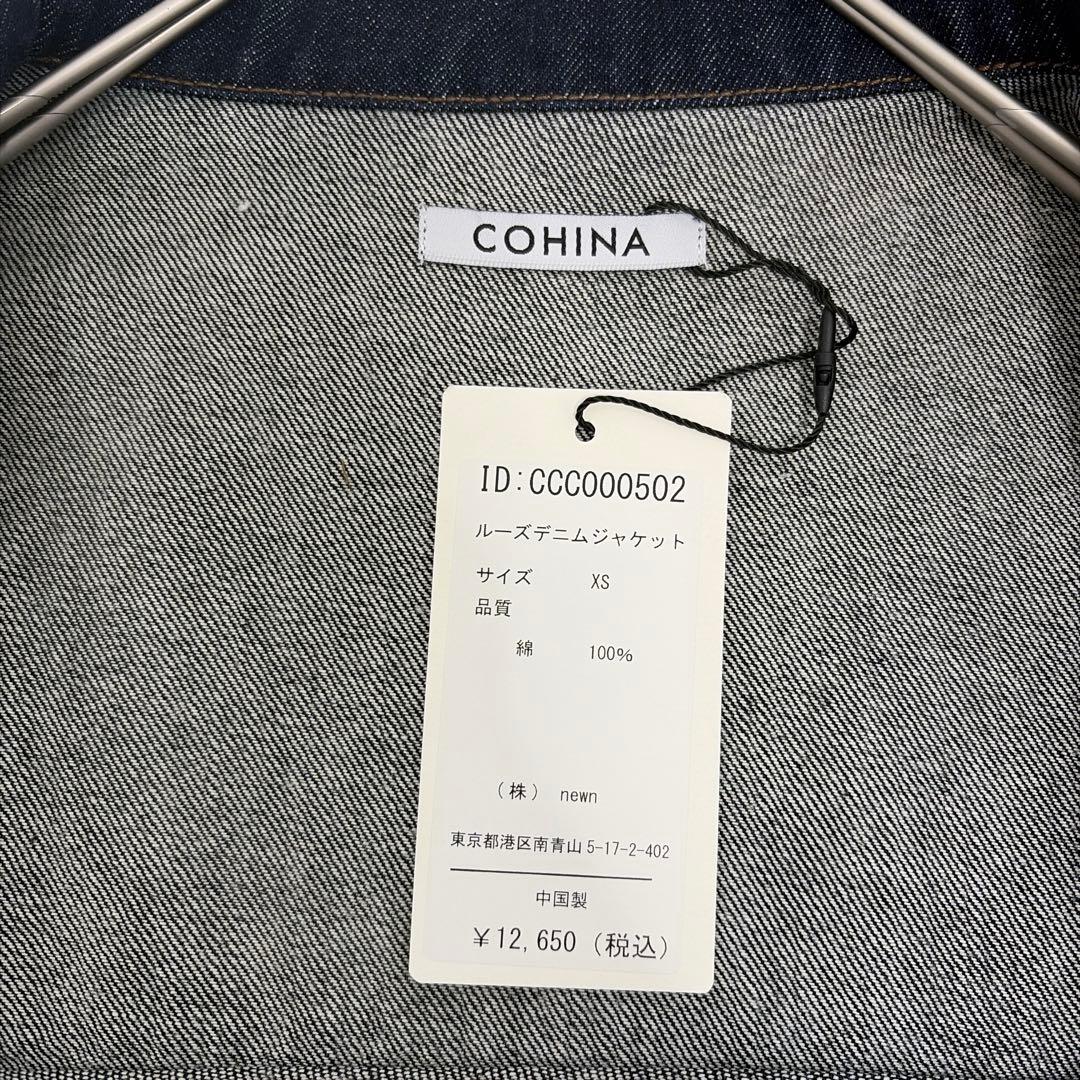 COHINA
ID:CCC000502
ルーズデニムジャケット
サイズ XS
品質
綿 100%
（株） newn
東京都港区南青山5-17-2-402
中国製
￥12,650（税込）